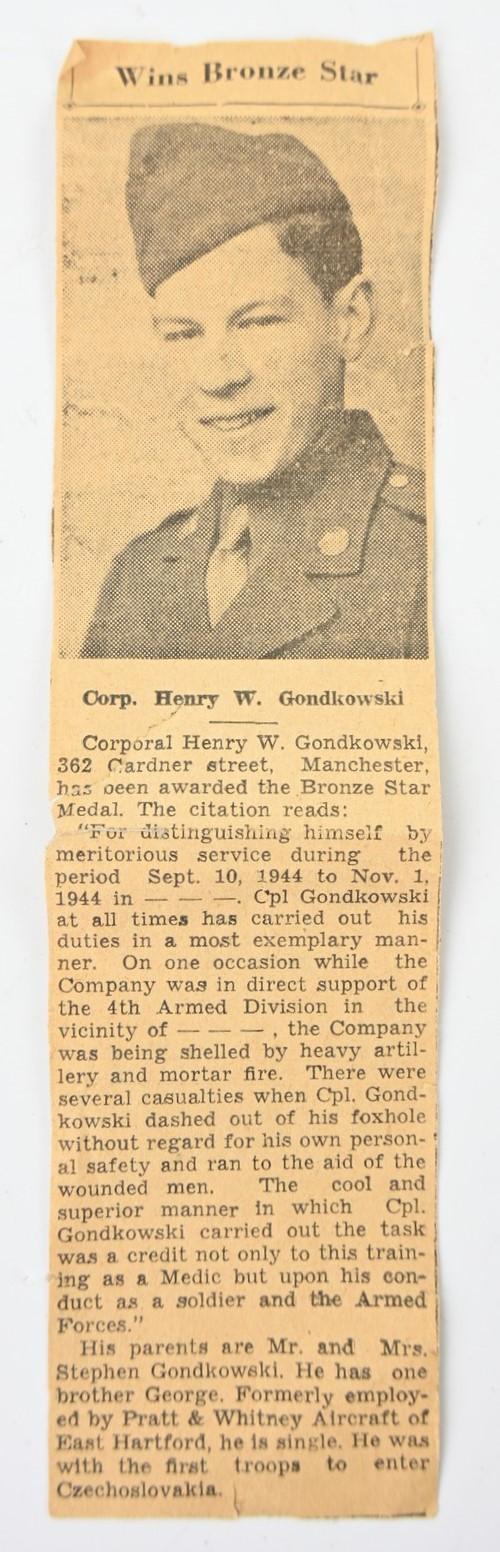 Wins Bronze Star
Corp. Henry W. Gondkowski
Corporal Henry W. Gondkowski,
362 Gardner street, Manchester,
has been awarded the Bronze Star
Medal. The citation reads:
"For distinguishing himself by
meritorious service during the
period Sept. 10, 1944 to Nov. 1,
1944 in — — —. Cpl Gondkowski
at all times has carried out his
duties in a most exemplary man-
ner. On one occasion while the
Company was in direct support of
the 4th Armed Division in the
vicinity of — — — , the Company
was being shelled by heavy artil-
lery and mortar fire. There were
several casualties when Cpl. Gond-
kowski dashed out of his foxhole
without regard for his own person-
al safety and ran to the aid of the
wounded men. The cool and
superior manner in which Cpl.
Gondkowski carried out the task
was a credit not only to this train-
ing as a Medic but upon his con-
duct as a soldier and the Armed
Forces."
His parents are Mr. and Mrs.
Stephen Gondkowski. He has one
brother George. Formerly employ-
ed by Pratt & Whitney Aircraft of
East Hartford, he is single. He was
with the first troops to enter
Czechoslovakia.